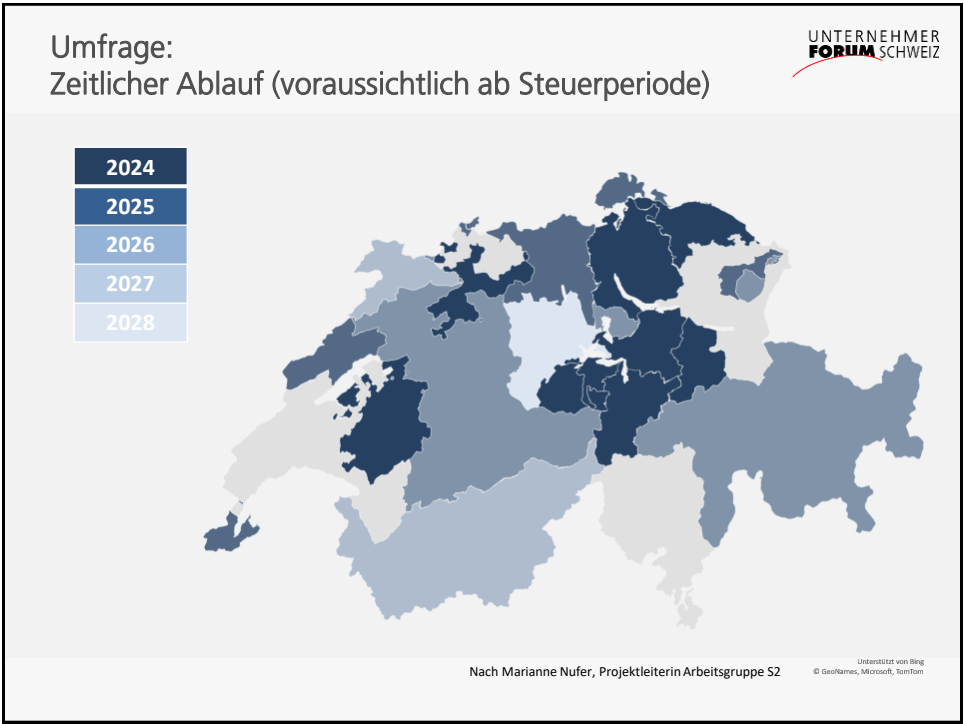 Umfrage:
Zeitlicher Ablauf (voraussichtlich ab Steuerperiode)
UNTERNEHMER
FORUM SCHWEIZ
2024
2025
2026
2027
2028
Nach Marianne Nufer, Projektleiterin Arbeitsgruppe S2
Unterstützt von Bing
© GeoNames, Microsoft, TomTom